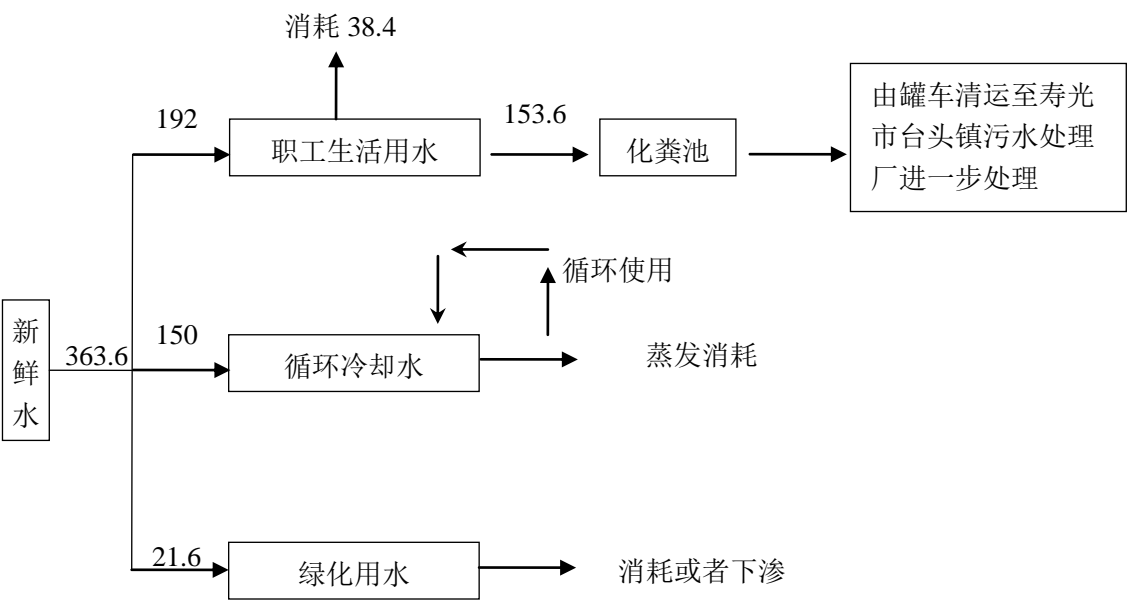 消耗 38.4
192
职工生活用水
153.6
化粪池
由罐车清运至寿光
市台头镇污水处理
厂进一步处理
循环使用
新
鲜
水
363.6
150
循环冷却水
蒸发消耗
21.6
绿化用水
消耗或者下渗